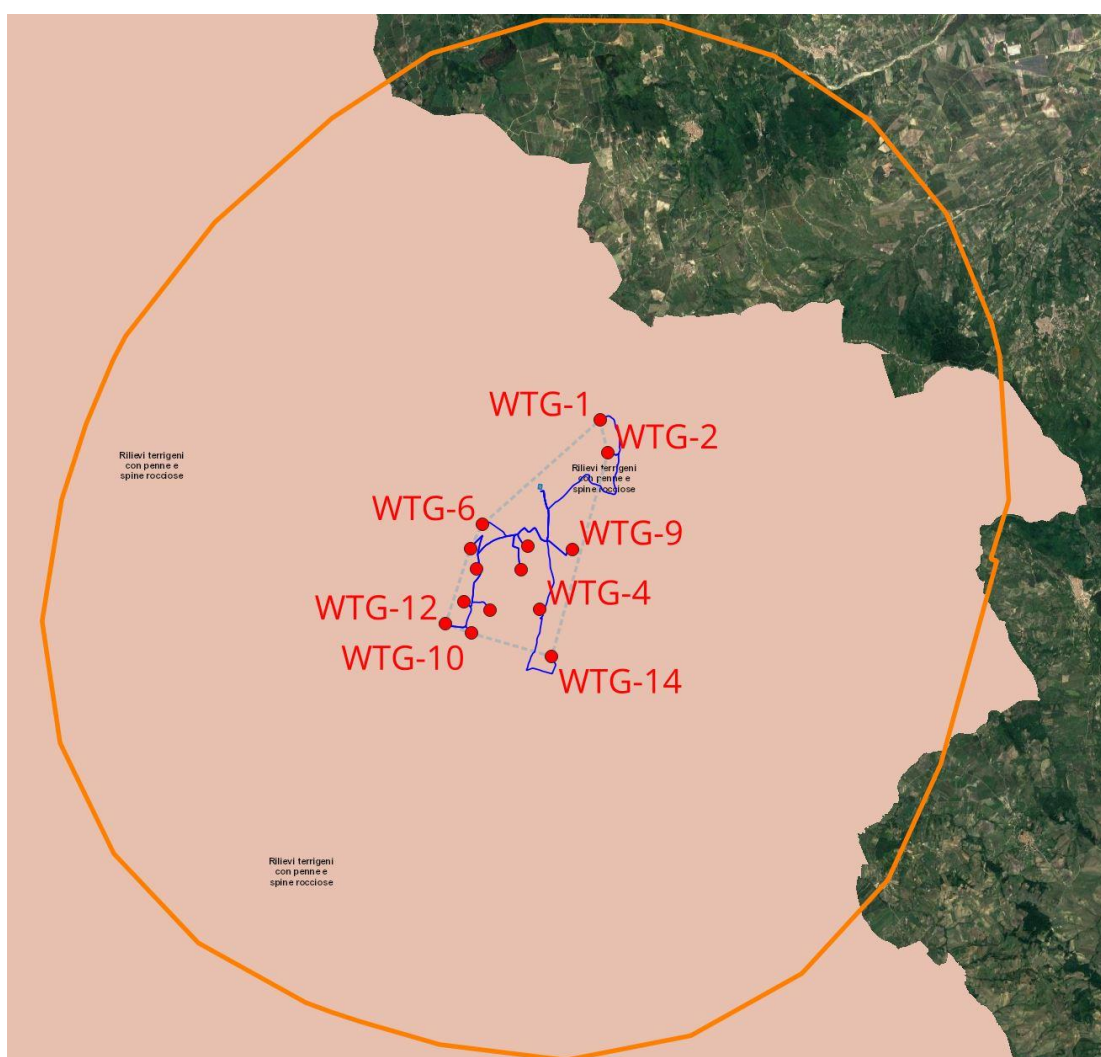 WTG-1
WTG-2
Rilievi terrigeni
con penne e
spine rocciose
Rilievi terrigeni
con penne e
spine rocciose
WTG-6
WTG-9
WTG-12
WTG-4
WTG-10
WTG-14
Rilievi terrigeni
con penne e
spine rocciose